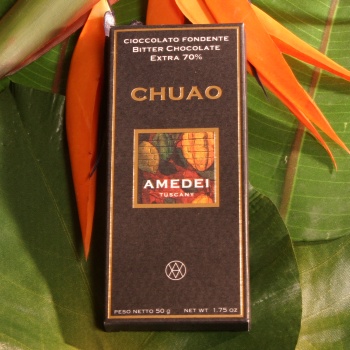 CIOCCOLATO FONDENTE
BITTER CHOCOLATE
EXTRA 70%
CHUAO
AMEDEI
TUSCANY
PESO NETTO 50 g NET WT 1.75 OZ